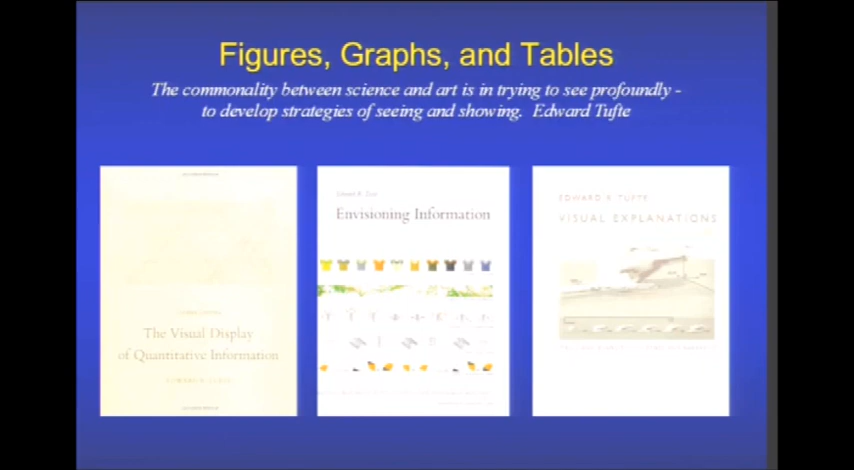 Figures, Graphs, and Tables
The commonality between science and art is in trying to see profoundly -
to develop strategies of seeing and showing. Edward Tufte
The Visual Display
of Quantitative Information
Envisioning Information
EDWARD R. TUFTE
VISUAL EXPLANATIONS